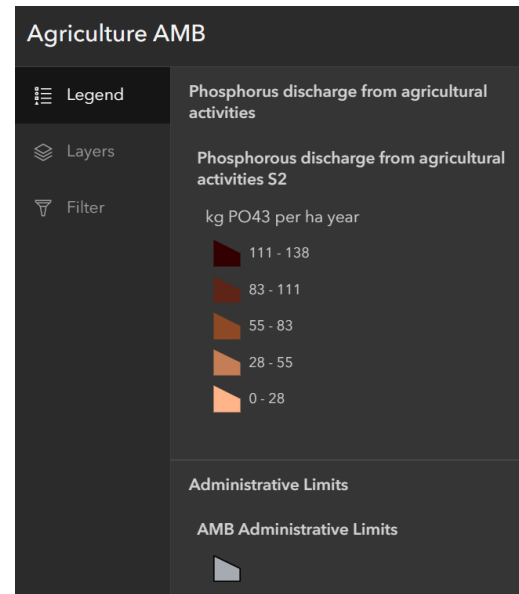 Agriculture AMB
Legend
Layers
Filter
Phosphorus discharge from agricultural
activities
Phosphorous discharge from agricultural
activities S2
kg PO43 per ha year
111 - 138
83 - 111
55 - 83
28 - 55
0 - 28
Administrative Limits
AMB Administrative Limits